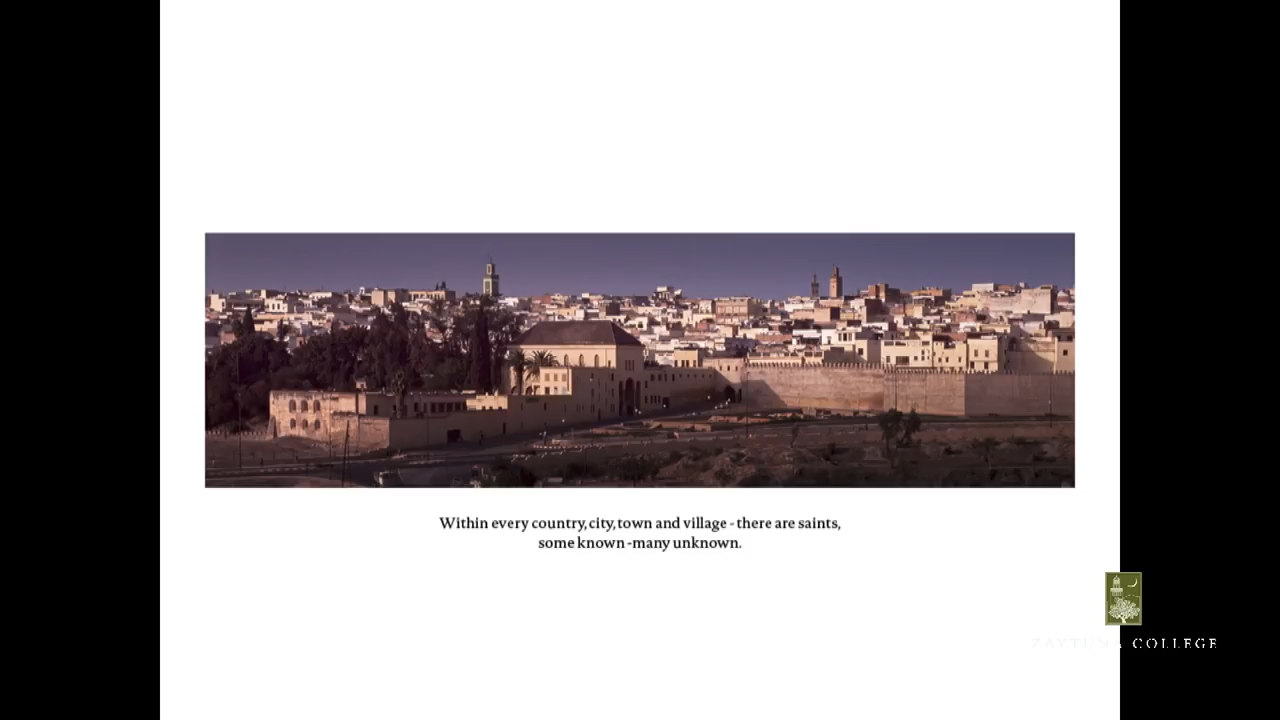 Within every country, city, town and village - there are saints,
some known - many unknown.
ZAYTUNA COLLEGE